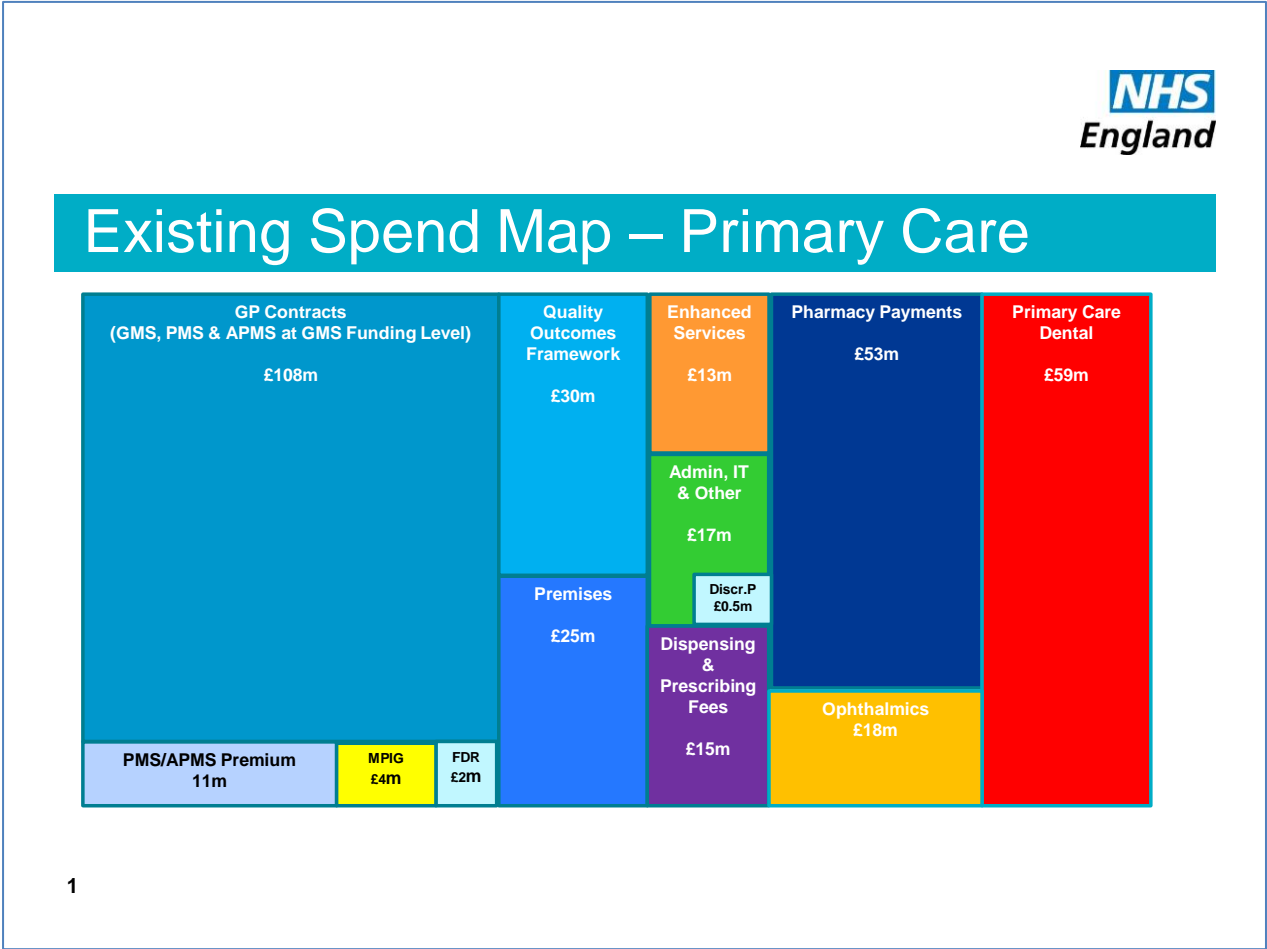 NHS
England
Existing Spend Map – Primary Care
GP Contracts
(GMS, PMS & APMS at GMS Funding Level)
£108m
Quality
Outcomes
Framework
£30m
Enhanced
Services
£13m
Pharmacy Payments
£53m
Primary Care
Dental
£59m
Admin, IT
& Other
£17m
Discr.P
£0.5m
Premises
£25m
Dispensing
&
Prescribing
Fees
£15m
Ophthalmics
£18m
PMS/APMS Premium
11m
MPIG
£4m
FDR
£2m
1